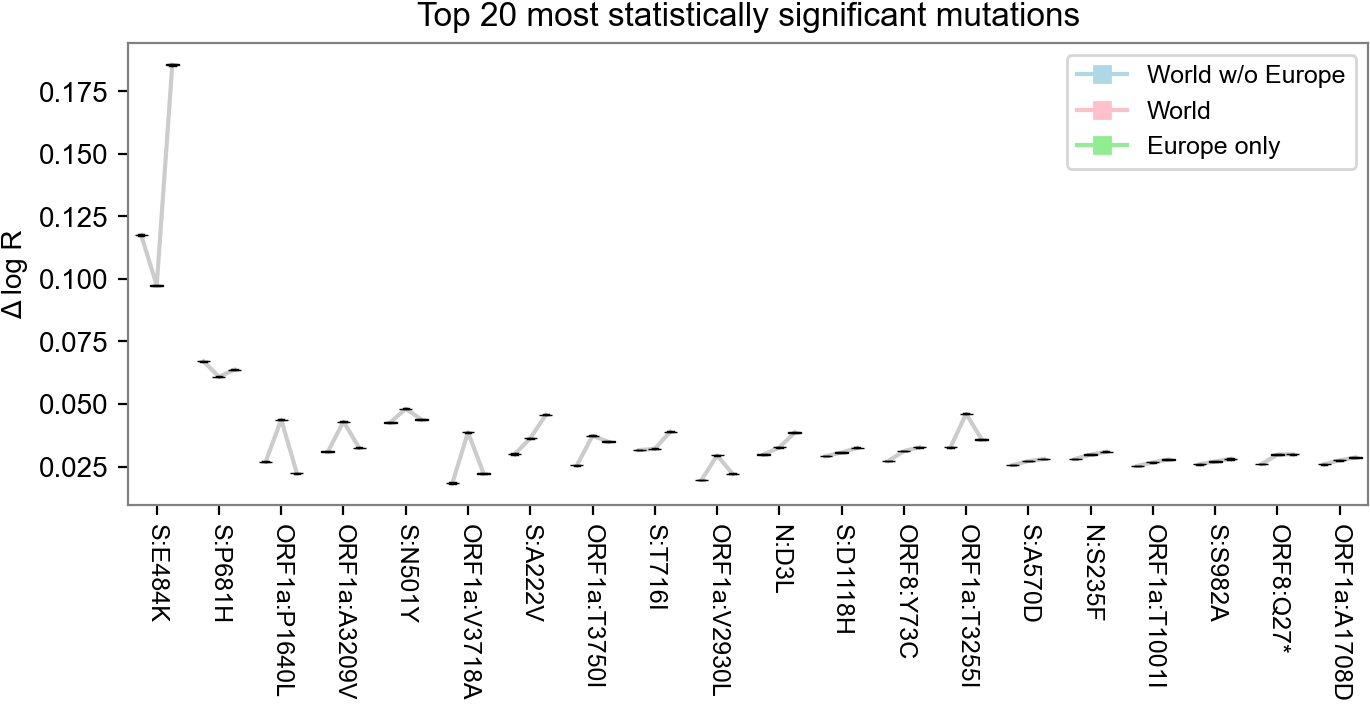 Top 20 most statistically significant mutations
World w/o Europe
World
Europe only
Δ log R
0.175
0.150
0.125
0.100
0.075
0.050
0.025
S:E484K
S:P681H
ORF1a:P1640L
ORF1a:A3209V
S:N501Y
ORF1a:V3718A
S:A222V
ORF1a:T3750I
S:T716I
ORF1a:V2930L
N:D3L
S:D1118H
ORF8:Y73C
ORF1a:T3255I
S:A570D
N:S235F
ORF1a:T1001I
S:S982A
ORF8:Q27*
ORF1a:A1708D